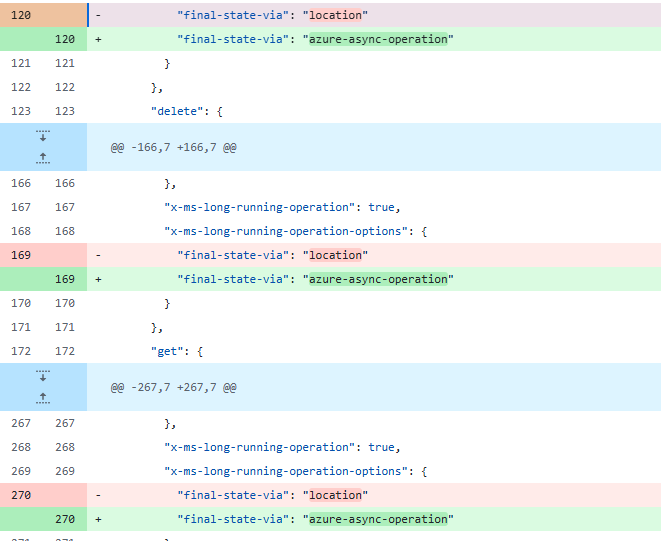 120 - "final-state-via": "location"
120 + "final-state-via": "azure-async-operation"
121 121 }
122 122 },
123 123 "delete": {
@@ -166,7 +166,7 @@
166 166 },
167 167 "x-ms-long-running-operation": true,
168 168 "x-ms-long-running-operation-options": {
169 - "final-state-via": "location"
169 + "final-state-via": "azure-async-operation"
170 170 }
171 171 },
172 172 "get": {
@@ -267,7 +267,7 @@
267 267 },
268 268 "x-ms-long-running-operation": true,
269 269 "x-ms-long-running-operation-options": {
270 - "final-state-via": "location"
270 + "final-state-via": "azure-async-operation"
271 271 }